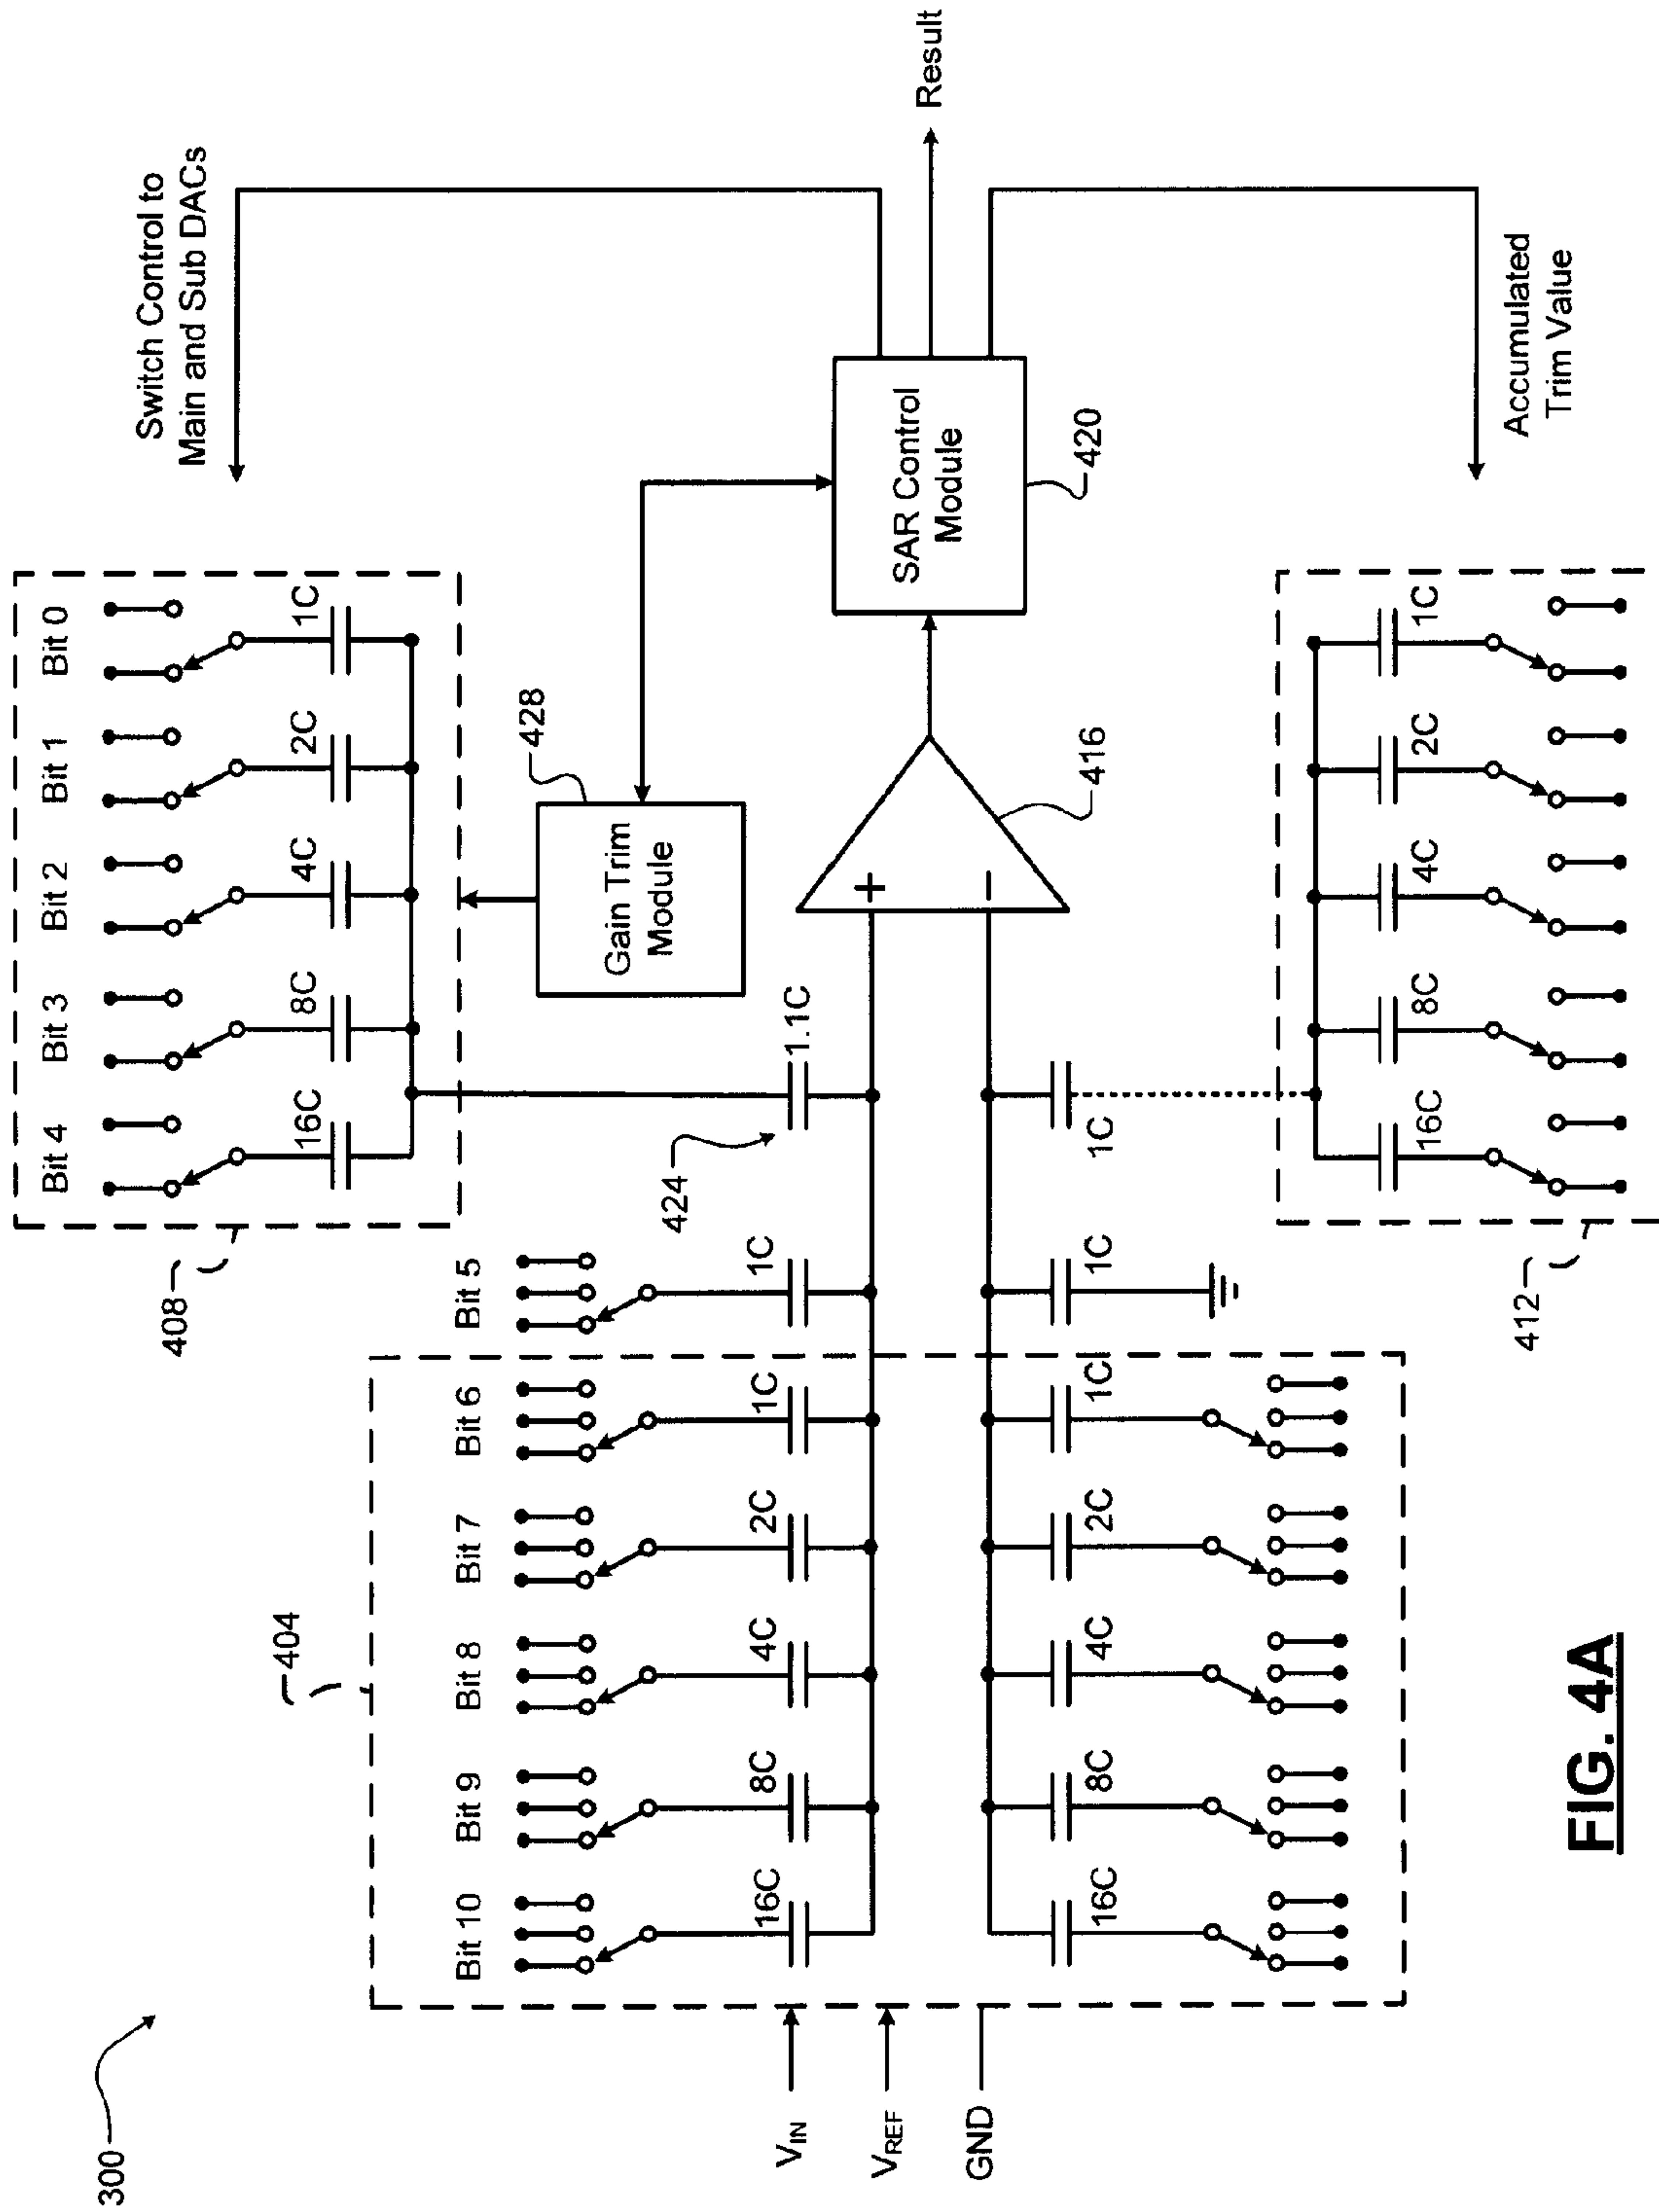 300
Switch Control to
Main and Sub DACs
408
Bit 4
Bit 3
Bit 2
Bit 1
Bit 0
16C
8C
4C
2C
1C
404
Bit 10
Bit 9
Bit 8
Bit 7
Bit 6
Bit 5
16C
8C
4C
2C
1C
1C
424
1.1C
Gain Trim
Module
428
VIN
VREF
GND
+
−
416
SAR Control
Module
420
Result
16C
8C
4C
2C
1C
1C
1C
412
16C
8C
4C
2C
1C
Accumulated
Trim Value
FIG. 4A